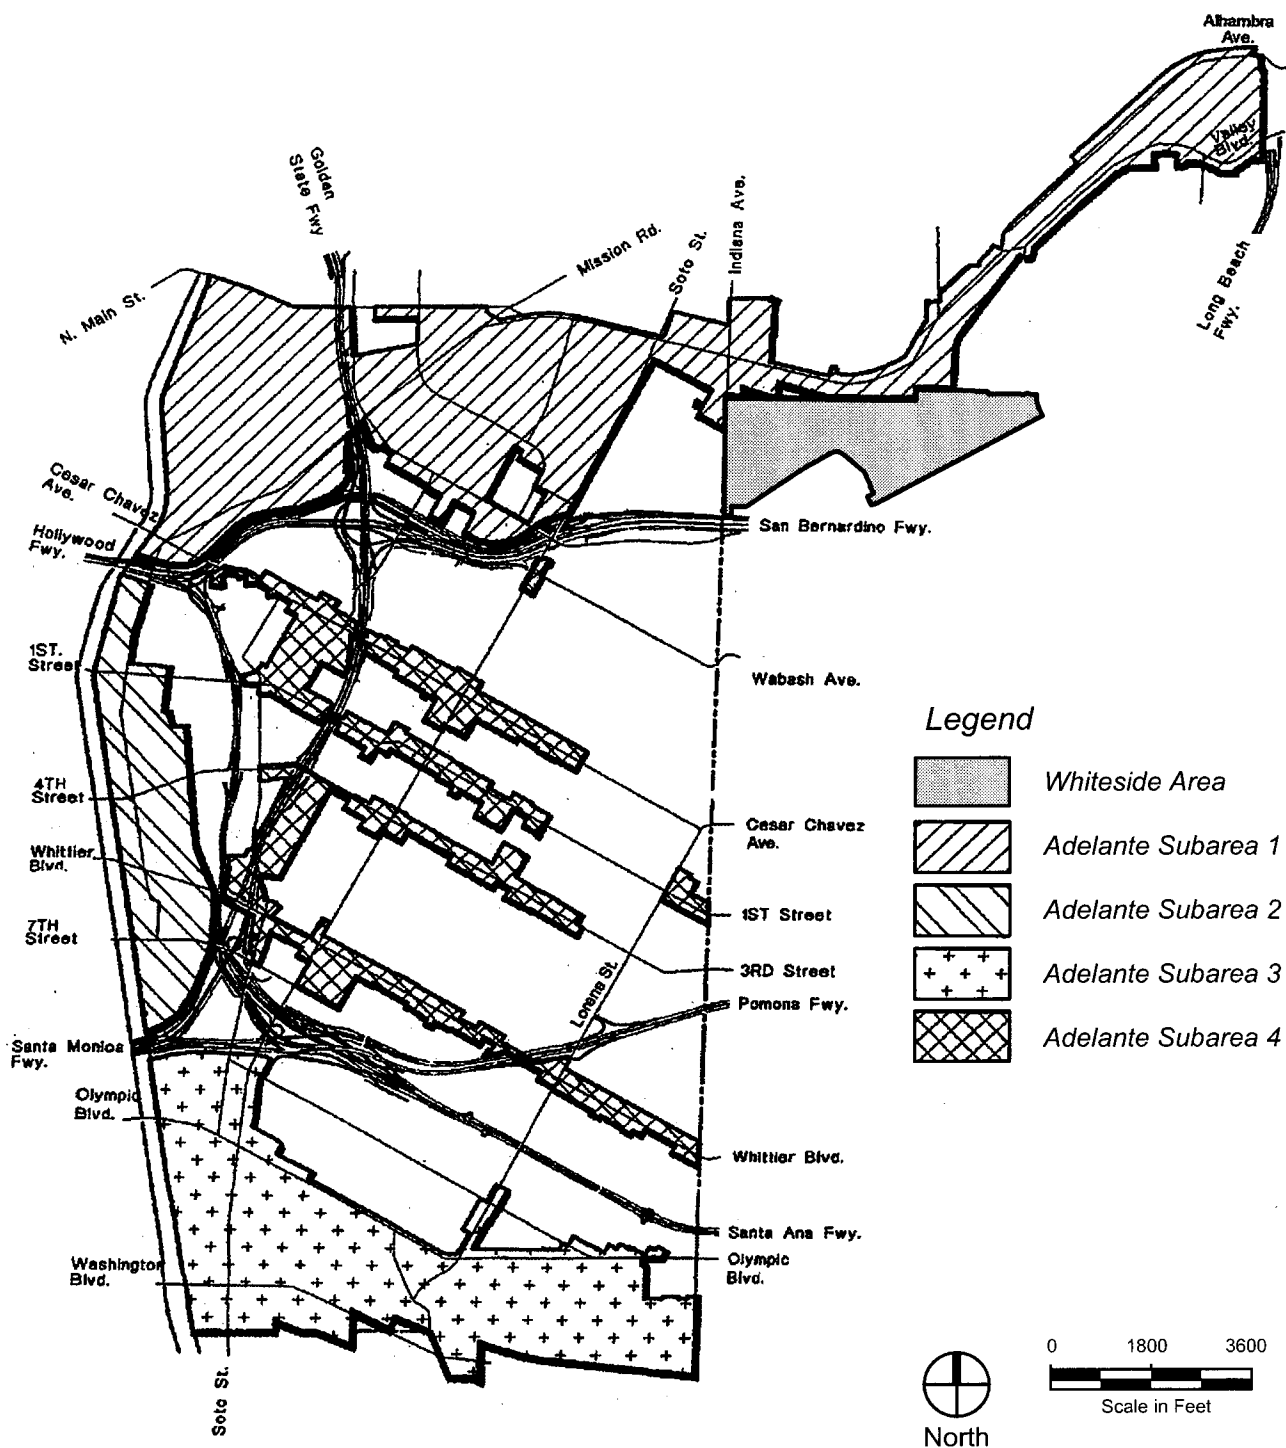 Alhambra
Ave.
Valley
Blvd.
Golden
State Fwy
Indiana Ave.
Mission Rd.
Soto St.
Long Beach
Fwy.
N. Main St.
Cesar Chavez
Ave.
Hollywood
Fwy.
San Bernardino Fwy.
1ST.
Street
Wabash Ave.
Legend
Whiteside Area
4TH
Street
Cesar Chavez
Ave.
Adelante Subarea 1
Whittier
Blvd.
1ST Street
Adelante Subarea 2
7TH
Street
3RD Street
Adelante Subarea 3
Lorena St.
Pomona Fwy.
Santa Monica
Fwy.
Adelante Subarea 4
Olympic
Blvd.
Whittier Blvd.
Santa Ana Fwy.
Washington
Blvd.
Olympic
Blvd.
Soto St.
0 1800 3600
Scale in Feet
North